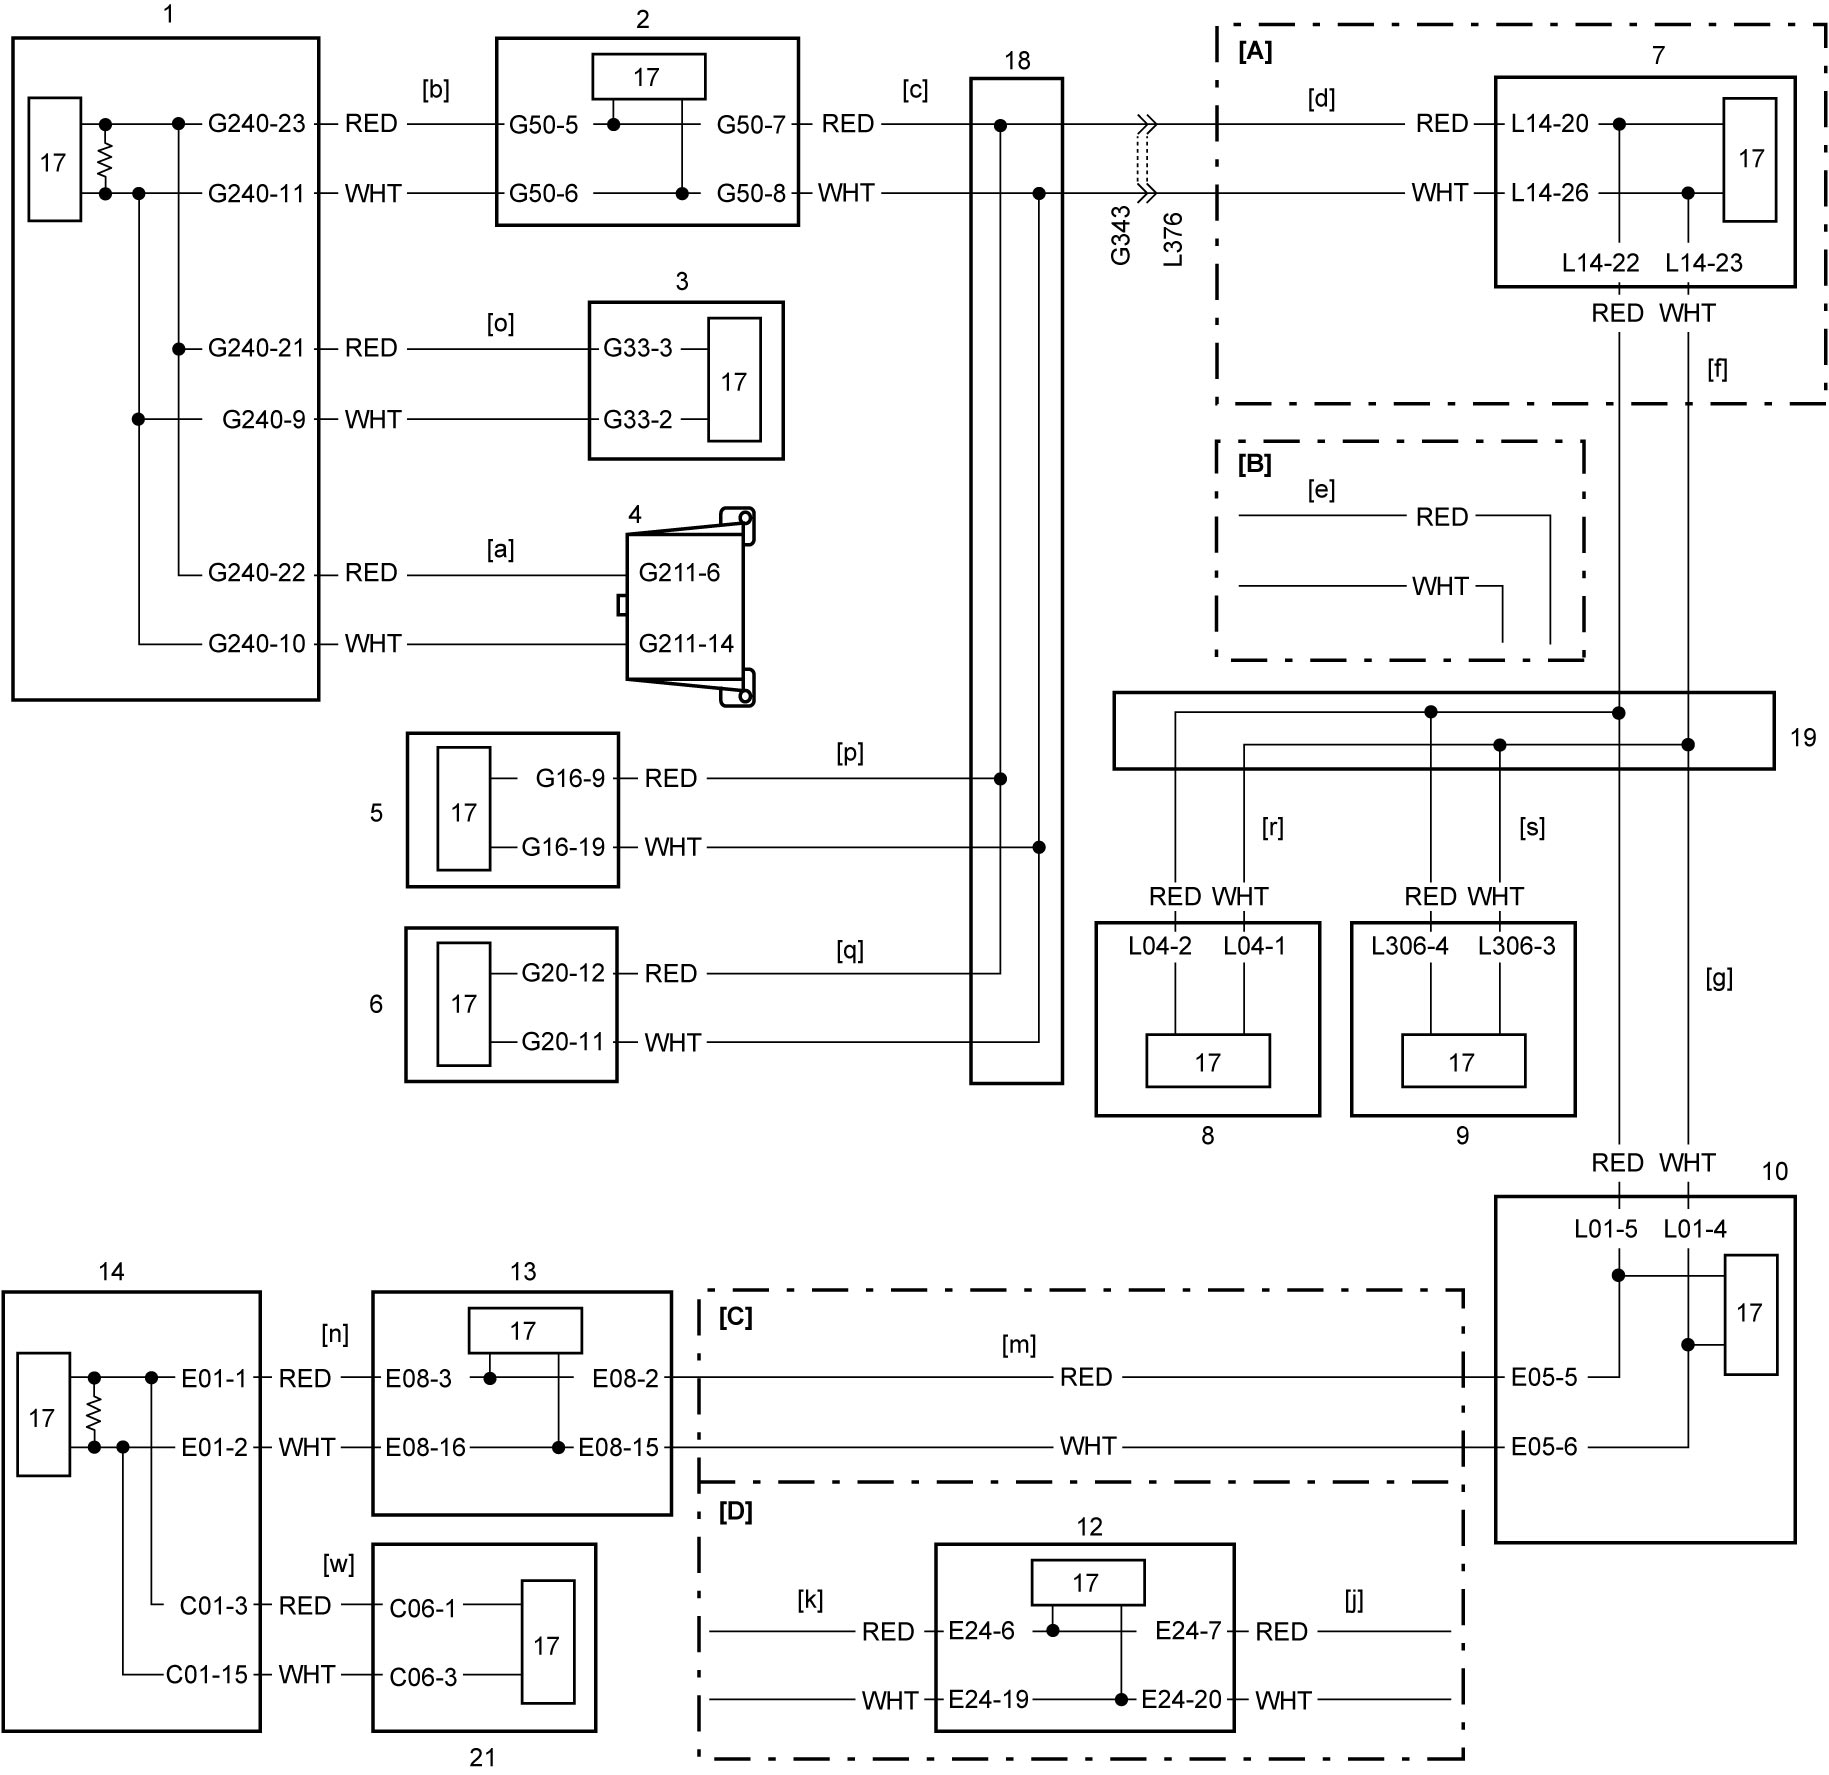 1
17
G240-23 RED
G240-11 WHT
G240-21 RED
G240-9 WHT
G240-22 RED
G240-10 WHT
[b]
2
17
G50-5 G50-7 RED
G50-6 G50-8 WHT
[c]
[o]
3
G33-3
G33-2
17
[a]
4
G211-6
G211-14
5
17
G16-9 RED
G16-19 WHT
[p]
6
17
G20-12 RED
G20-11 WHT
[q]
18
G343
L376
[A]
[d]
7
RED L14-20
WHT L14-26
17
L14-22 L14-23
RED WHT
[f]
[B]
[e]
RED
WHT
19
[r] [s]
RED WHT RED WHT
L04-2 L04-1 L306-4 L306-3
17 17
8 9
[g]
RED WHT
10
L01-5 L01-4
17
E05-5
E05-6
14
17
E01-1 RED
E01-2 WHT
C01-3 RED
C01-15 WHT
[n]
13
17
E08-3 E08-2
E08-16 E08-15
[w]
C06-1
C06-3
17
21
[C]
[m]
RED
WHT
[D]
12
17
[k] [j]
RED E24-6 E24-7 RED
WHT E24-19 E24-20 WHT